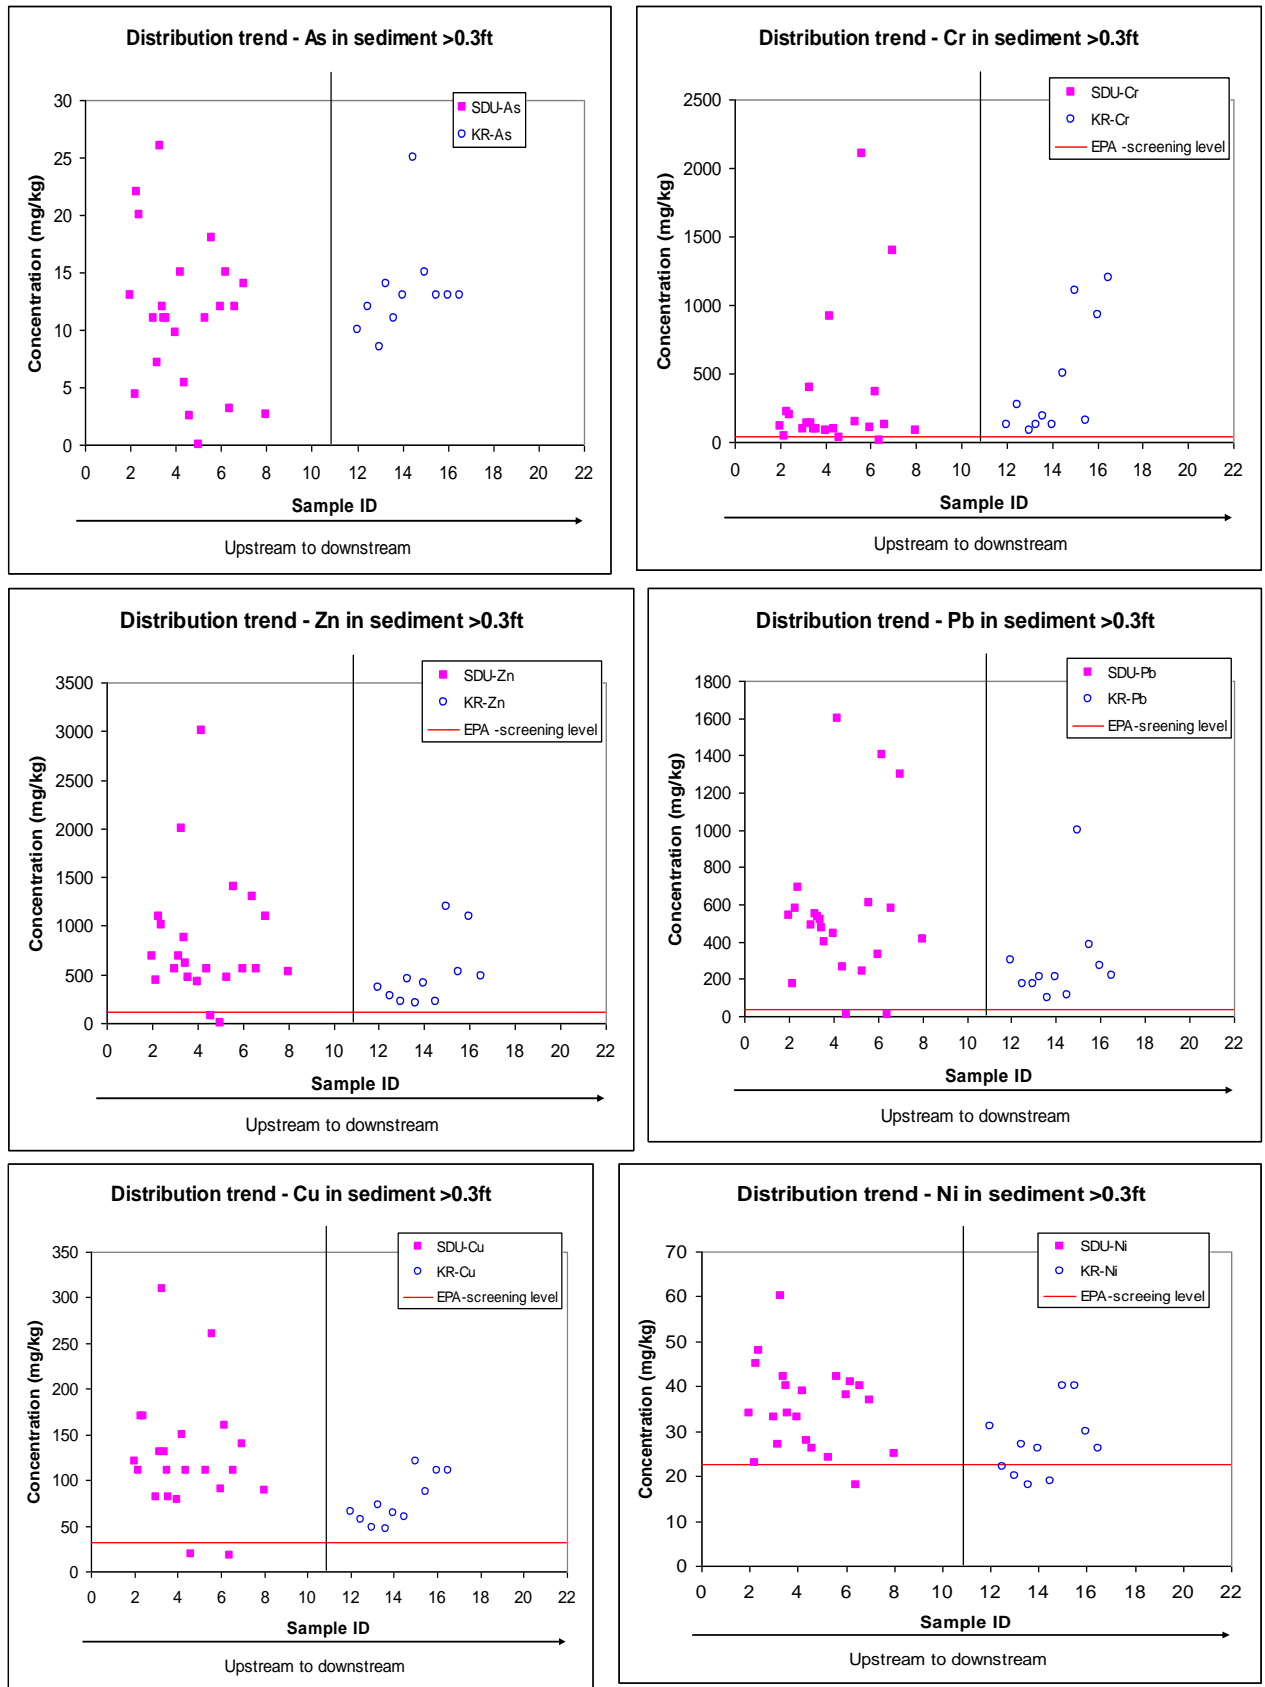 Distribution trend - As in sediment >0.3ft
SDU-As
KR-As
30
25
20
15
10
5
0
Concentration (mg/kg)
0 2 4 6 8 10 12 14 16 18 20 22
Sample ID
Upstream to downstream
Distribution trend - Cr in sediment >0.3ft
SDU-Cr
KR-Cr
EPA -screening level
2500
2000
1500
1000
500
0
Concentration (mg/kg)
0 2 4 6 8 10 12 14 16 18 20 22
Sample ID
Upstream to downstream
Distribution trend - Zn in sediment >0.3ft
SDU-Zn
KR-Zn
EPA -screening level
3500
3000
2500
2000
1500
1000
500
0
Concentration (mg/kg)
0 2 4 6 8 10 12 14 16 18 20 22
Sample ID
Upstream to downstream
Distribution trend - Pb in sediment >0.3ft
SDU-Pb
KR-Pb
EPA-sreening level
1800
1600
1400
1200
1000
800
600
400
200
0
Concentration (mg/kg)
0 2 4 6 8 10 12 14 16 18 20 22
Sample ID
Upstream to downstream
Distribution trend - Cu in sediment >0.3ft
SDU-Cu
KR-Cu
EPA-screening level
350
300
250
200
150
100
50
0
Concentration (mg/kg)
0 2 4 6 8 10 12 14 16 18 20 22
Sample ID
Upstream to downstream
Distribution trend - Ni in sediment >0.3ft
SDU-Ni
KR-Ni
EPA-screeing level
70
60
50
40
30
20
10
0
Concentration (mg/kg)
0 2 4 6 8 10 12 14 16 18 20 22
Sample ID
Upstream to downstream